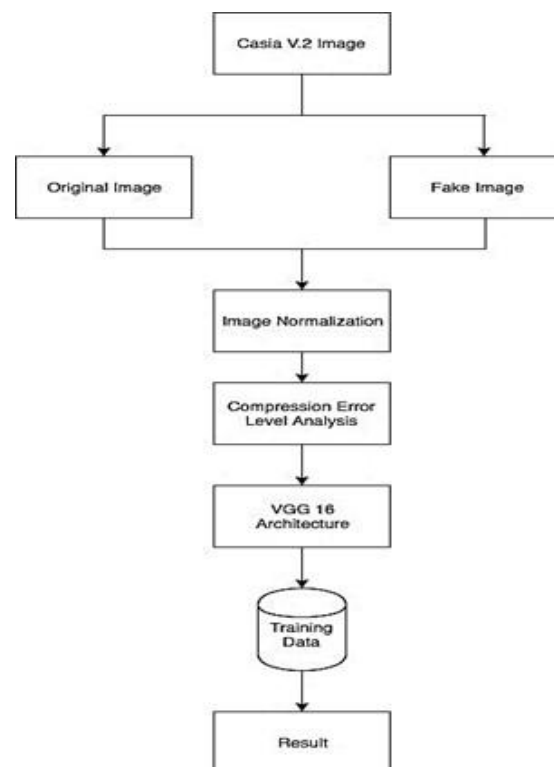 Casia V.2 Image
Original Image
Fake Image
Image Normalization
Compression Error
Level Analysis
VGG 16
Architecture
Training
Data
Result